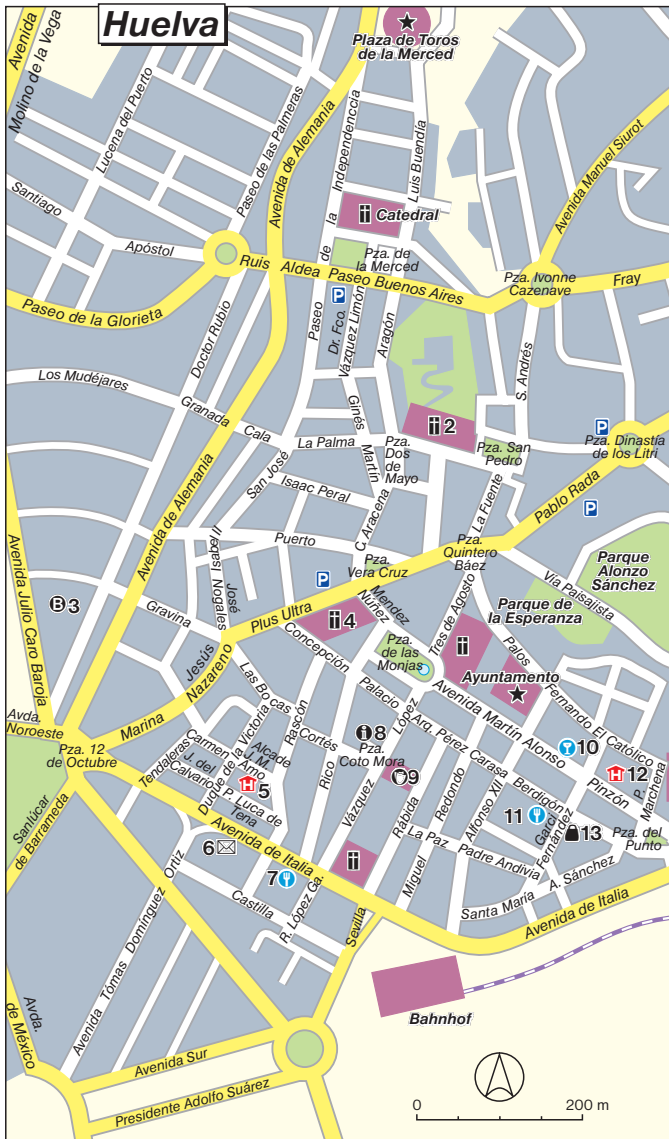 Huelva
Avenida
Molino de la Vega
Plaza de Toros
de la Merced
Lucena del Puerto
Paseo de las Palmeras
Avenida de Alemania
Paseo de la Independenccia
Luis Buendía
Avenida Manuel Siurot
Santiago
Apóstol
Catedral
Pza. de
la Merced
Ruis Aldea Paseo Buenos Aires
Pza. Ivonne
Cazenave
Fray
Paseo de la Glorieta
P
Dr. Fco.
Vázquez Limón
Aragón
Doctor Rubio
S. Andrés
Los Mudéjares
Granada
Cala
Ginés
Martín
2
P
La Palma
Pza.
Dos
de
Mayo
Pza. San
Pedro
Pza. Dinastía
de los Litri
San José
Isaac Peral
La Fuente
Pablo Rada
P
Avenida de Alemania
C. Aracena
Puerto
Pza.
Vera Cruz
Pza.
Quintero
Báez
Via Paisalista
Parque
Alonzo
Sánchez
Avenida Julio Caro Baroja
Isabel II
José
Nogales
P
B 3
Gravina
Plus Ultra
4
Mendez
Nuñez
Tres de Agosto
Parque de
la Esperanza
Jesús
Nazareno
Concepción
Pza.
de las
Monjas
Palos
Ayuntamento
Marina
Las Bocas
Palacio
Avenida Martín Alonso
Pinzón
Fernando El Católico
Avda.
Noroeste
Pza. 12
de Octubre
Rascón
Cortés
i 8
Pza.
Coto Mora
López
Arq. Pérez Carasa
10
Tendaleras
Carmen
J. del
Calvario
Duque de la Victoria
Alcade
J. M.
Amo
P. Luca de
Tena
H
5
Rico
9
Berdigón
H 12
P.
Marchena
Sanlúcar
de Barrameda
Vázquez
Rábida
Redondo
Alfonso XII
11
Garci
Fernández
13
Pza. del
Punto
6
Avenida de Italia
7
La Paz
Padre Andivia
Miguel
Santa María
A. Sánchez
Avenida de Italia
Castilla
R. López Ga.
Sevilla
Avenida Tómas Dominguez Ortiz
Bahnhof
Avda.
de México
Avenida Sur
Presidente Adolfo Suárez
0 200 m